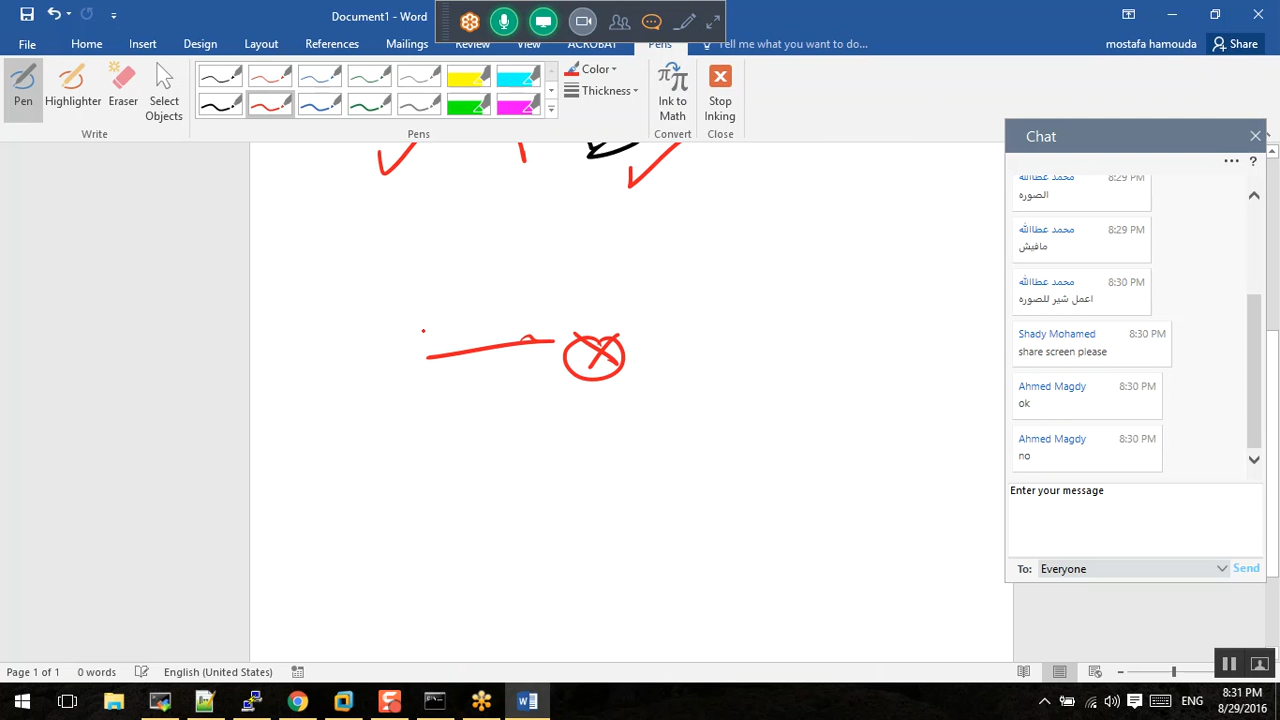 Document1 - Word
mostafa hamouda
Share
File
Home
Insert
Design
Layout
References
Mailings
Review
View
ACROBAT
Pens
Tell me what you want to do...
Pen
Highlighter
Eraser
Select Objects
Color
Thickness
Ink to Math
Stop Inking
Write
Pens
Convert
Close
Chat
محمد عطاالله 8:29 PM
الصوره
محمد عطاالله 8:29 PM
مافيش
محمد عطاالله 8:30 PM
اعمل شير للصوره
Shady Mohamed 8:30 PM
share screen please
Ahmed Magdy 8:30 PM
ok
Ahmed Magdy 8:30 PM
no
Enter your message
To: Everyone Send
Page 1 of 1 0 words English (United States)
ENG
8:31 PM
8/29/2016